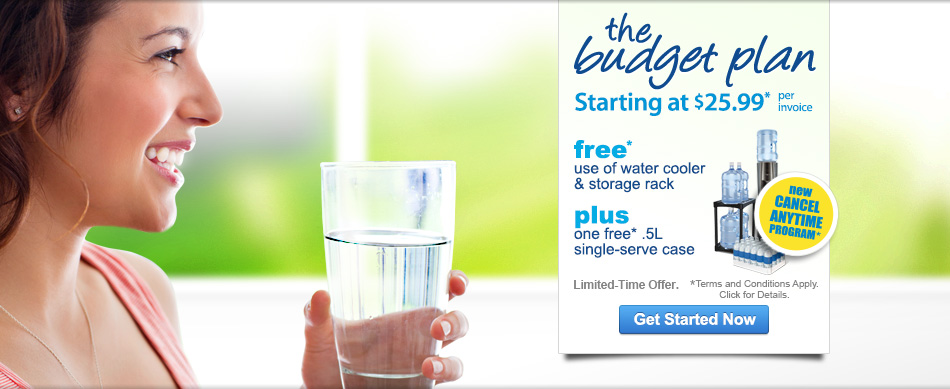 the
budget plan
Starting at $25.99* per invoice
free*
use of water cooler
& storage rack
plus
one free* .5L
single-serve case
new
CANCEL
ANYTIME
PROGRAM*
Limited-Time Offer. *Terms and Conditions Apply.
Click for Details.
Get Started Now